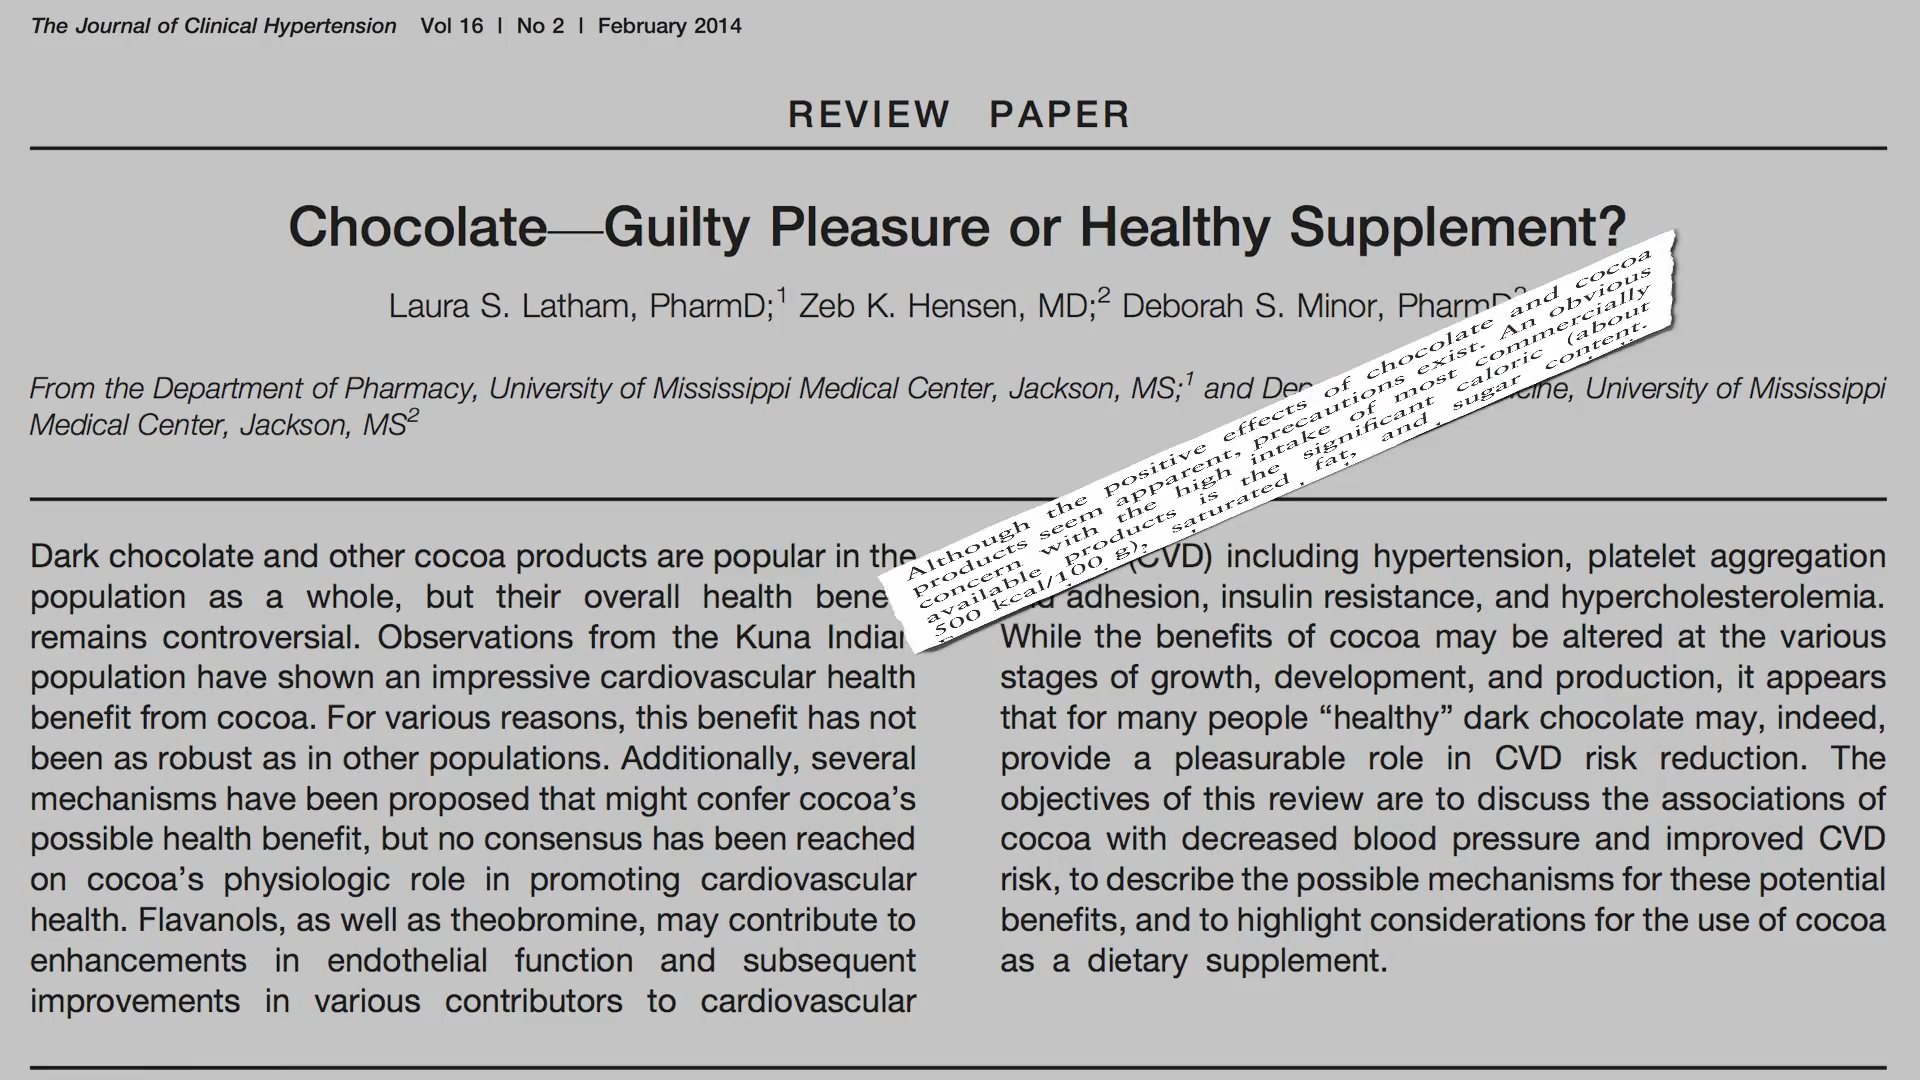 The Journal of Clinical Hypertension Vol 16 | No 2 | February 2014
REVIEW PAPER
Chocolate—Guilty Pleasure or Healthy Supplement?
Laura S. Latham, PharmD;1 Zeb K. Hensen, MD;2 Deborah S. Minor, PharmD2
From the Department of Pharmacy, University of Mississippi Medical Center, Jackson, MS;1 and University of Mississippi
Medical Center, Jackson, MS2
Although the positive effects of chocolate and cocoa
products seem apparent, precautions exist. An obvious
concern with the high intake of most commercially
available products is the significant caloric (about
500 kcal/100 g), saturated fat, and sugar content.
Dark chocolate and other cocoa products are popular in the
population as a whole, but their overall health
remains controversial. Observations from the Kuna Indian
population have shown an impressive cardiovascular health
benefit from cocoa. For various reasons, this benefit has not
been as robust as in other populations. Additionally, several
mechanisms have been proposed that might confer cocoa's
possible health benefit, but no consensus has been reached
on cocoa's physiologic role in promoting cardiovascular
health. Flavanols, as well as theobromine, may contribute to
enhancements in endothelial function and subsequent
improvements in various contributors to cardiovascular
(CVD) including hypertension, platelet aggregation
adhesion, insulin resistance, and hypercholesterolemia.
While the benefits of cocoa may be altered at the various
stages of growth, development, and production, it appears
that for many people “healthy” dark chocolate may, indeed,
provide a pleasurable role in CVD risk reduction. The
objectives of this review are to discuss the associations of
cocoa with decreased blood pressure and improved CVD
risk, to describe the possible mechanisms for these potential
benefits, and to highlight considerations for the use of cocoa
as a dietary supplement.